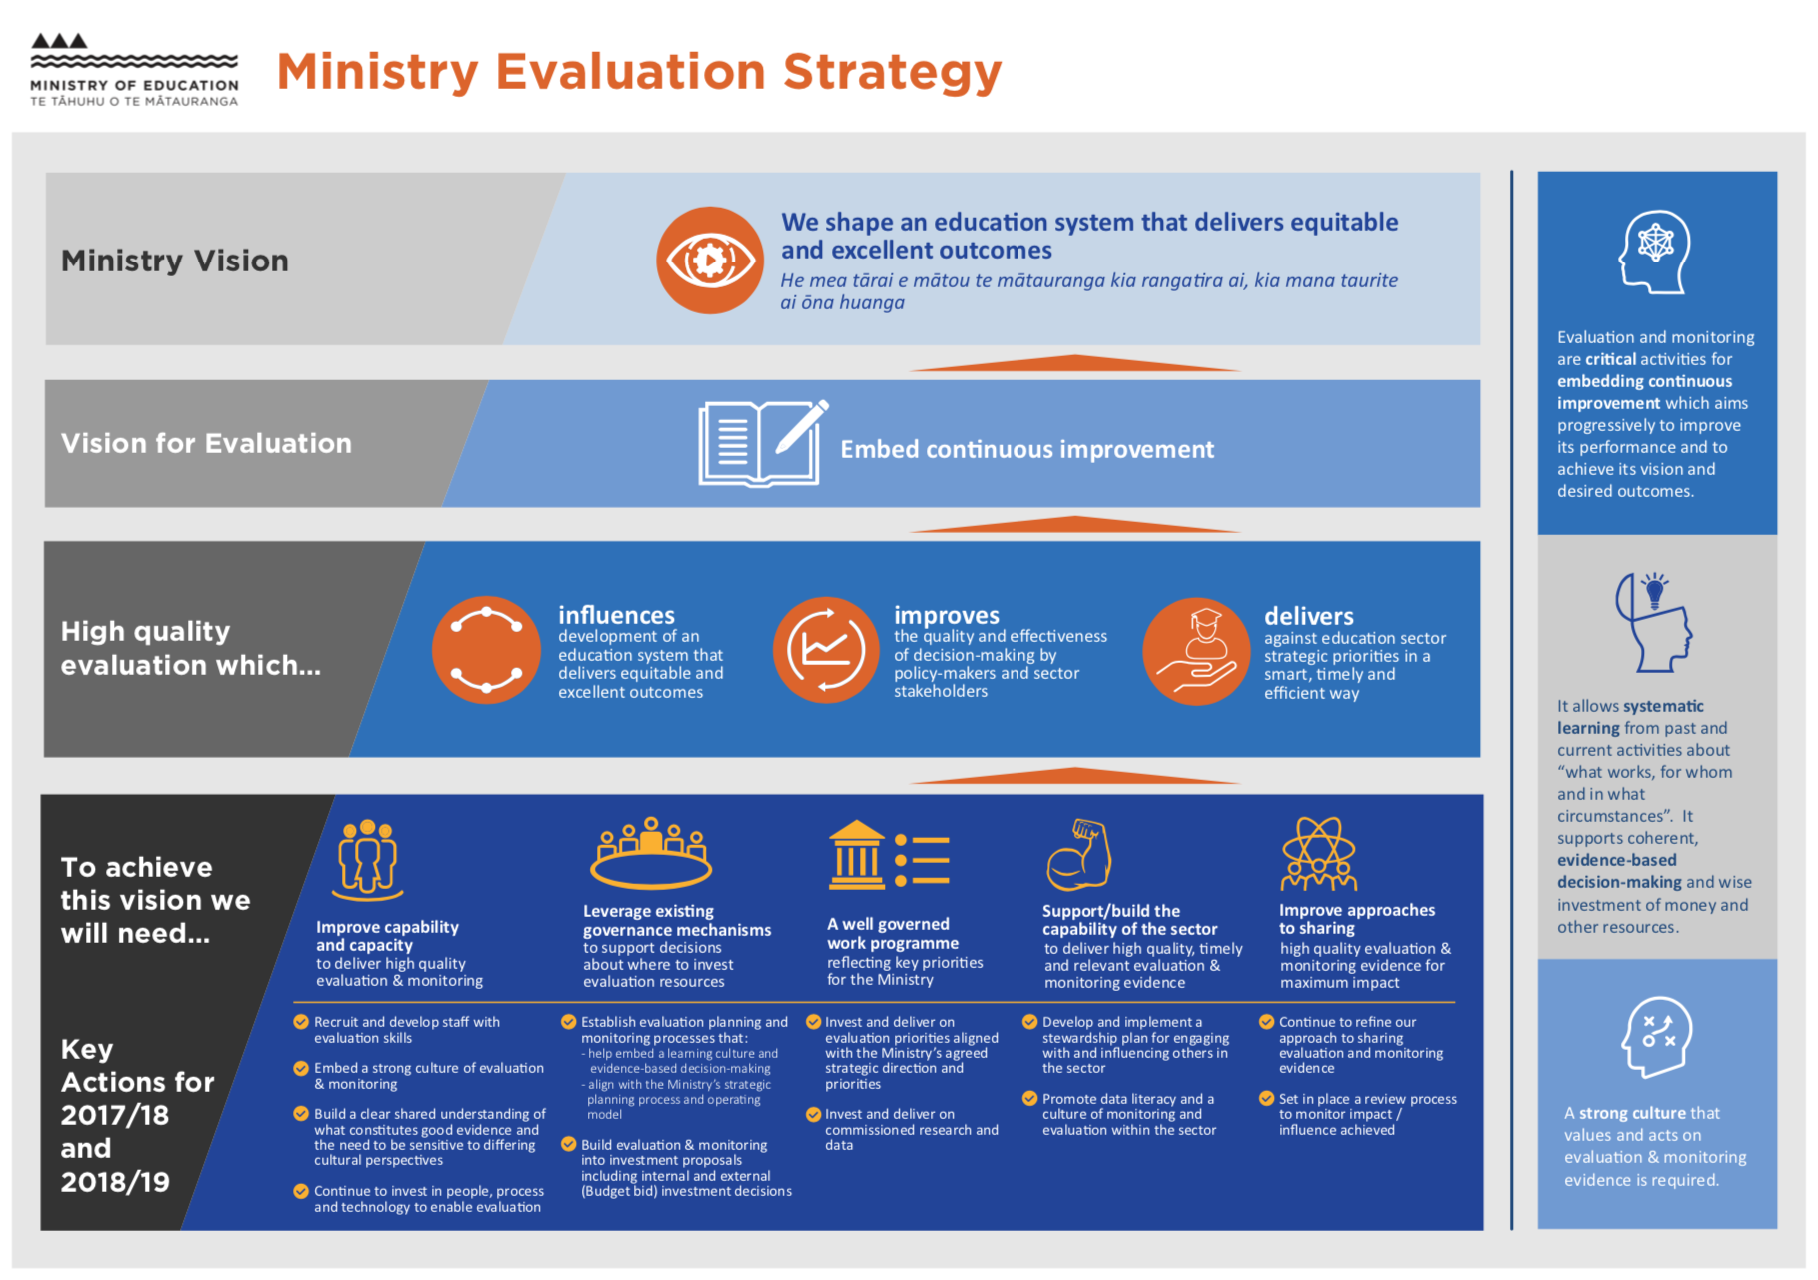 MINISTRY OF EDUCATION
TE TĀHUHU O TE MĀTAURANGA
Ministry Evaluation Strategy
Ministry Vision
We shape an education system that delivers equitable
and excellent outcomes
He mea tārai e mātou te mātauranga kia rangatira ai, kia mana taurite
ai ōna huanga
Vision for Evaluation
Embed continuous improvement
High quality
evaluation which...
influences
development of an
education system that
delivers equitable and
excellent outcomes
improves
the quality and effectiveness
of decision-making by
policy-makers and sector
stakeholders
delivers
against education sector
strategic priorities in a
smart, timely and
efficient way
To achieve
this vision we
will need...
Improve capability
and capacity
to deliver high quality
evaluation & monitoring
Leverage existing
governance mechanisms
to support decisions
about where to invest
evaluation resources
A well governed
work programme
reflecting key priorities
for the Ministry
Support/build the
capability of the sector
to deliver high quality, timely
and relevant evaluation &
monitoring evidence
Improve approaches
to sharing
high quality evaluation &
monitoring evidence for
maximum impact
Key
Actions for
2017/18
and
2018/19
Recruit and develop staff with
evaluation skills
Embed a strong culture of evaluation
& monitoring
Build a clear shared understanding of
what constitutes good evidence and
the need to be sensitive to differing
cultural perspectives
Continue to invest in people, process
and technology to enable evaluation
Establish evaluation planning and
monitoring processes that:
- help embed a learning culture and
evidence-based decision-making
- align with the Ministry's strategic
planning process and operating
model
Build evaluation & monitoring
into investment proposals
including internal and external
(Budget bid) investment decisions
Invest and deliver on
evaluation priorities aligned
with the Ministry's agreed
strategic direction and
priorities
Invest and deliver on
commissioned research and
data
Develop and implement a
stewardship plan for engaging
with and influencing others in
the sector
Promote data literacy and a
culture of monitoring and
evaluation within the sector
Continue to refine our
approach to sharing
evaluation and monitoring
evidence
Set in place a review process
to monitor impact /
influence achieved
Evaluation and monitoring
are critical activities for
embedding continuous
improvement which aims
progressively to improve
its performance and to
achieve its vision and
desired outcomes.
It allows systematic
learning from past and
current activities about
“what works, for whom
and in what
circumstances”. It
supports coherent,
evidence-based
decision-making and wise
investment of money and
other resources.
A strong culture that
values and acts on
evaluation & monitoring
evidence is required.